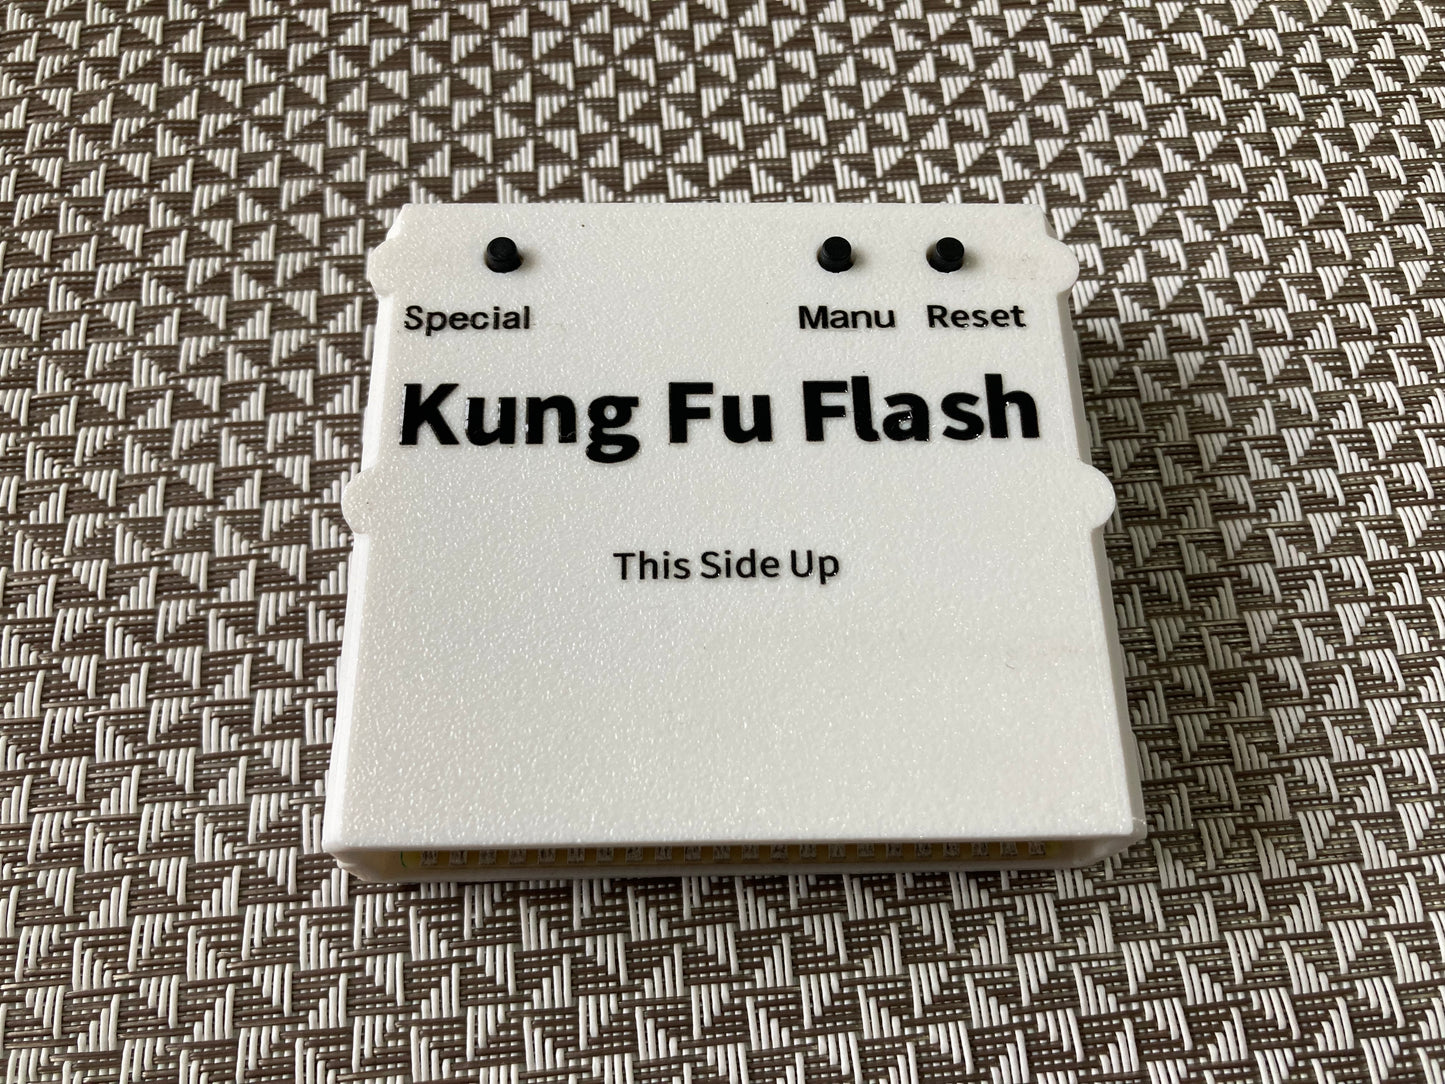 Special Manu Reset
Kung Fu Flash
This Side Up